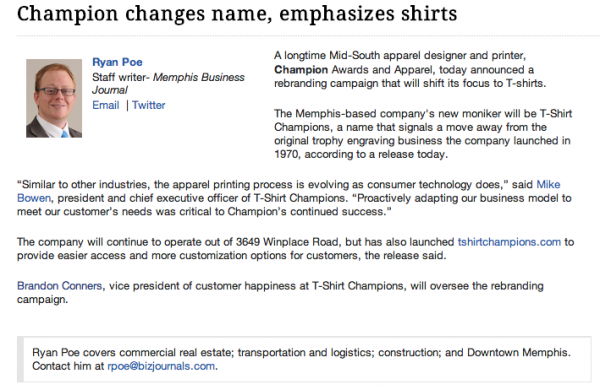 Champion changes name, emphasizes shirts
Ryan Poe
Staff writer- Memphis Business
Journal
Email | Twitter
A longtime Mid-South apparel designer and printer,
Champion Awards and Apparel, today announced a
rebranding campaign that will shift its focus to T-shirts.
The Memphis-based company's new moniker will be T-Shirt
Champions, a name that signals a move away from the
original trophy engraving business the company launched in
1970, according to a release today.
“Similar to other industries, the apparel printing process is evolving as consumer technology does,” said Mike
Bowen, president and chief executive officer of T-Shirt Champions. “Proactively adapting our business model to
meet our customer's needs was critical to Champion's continued success.”
The company will continue to operate out of 3649 Winplace Road, but has also launched tshirtchampions.com to
provide easier access and more customization options for customers, the release said.
Brandon Conners, vice president of customer happiness at T-Shirt Champions, will oversee the rebranding
campaign.
Ryan Poe covers commercial real estate; transportation and logistics; construction; and Downtown Memphis.
Contact him at rpoe@bizjournals.com.